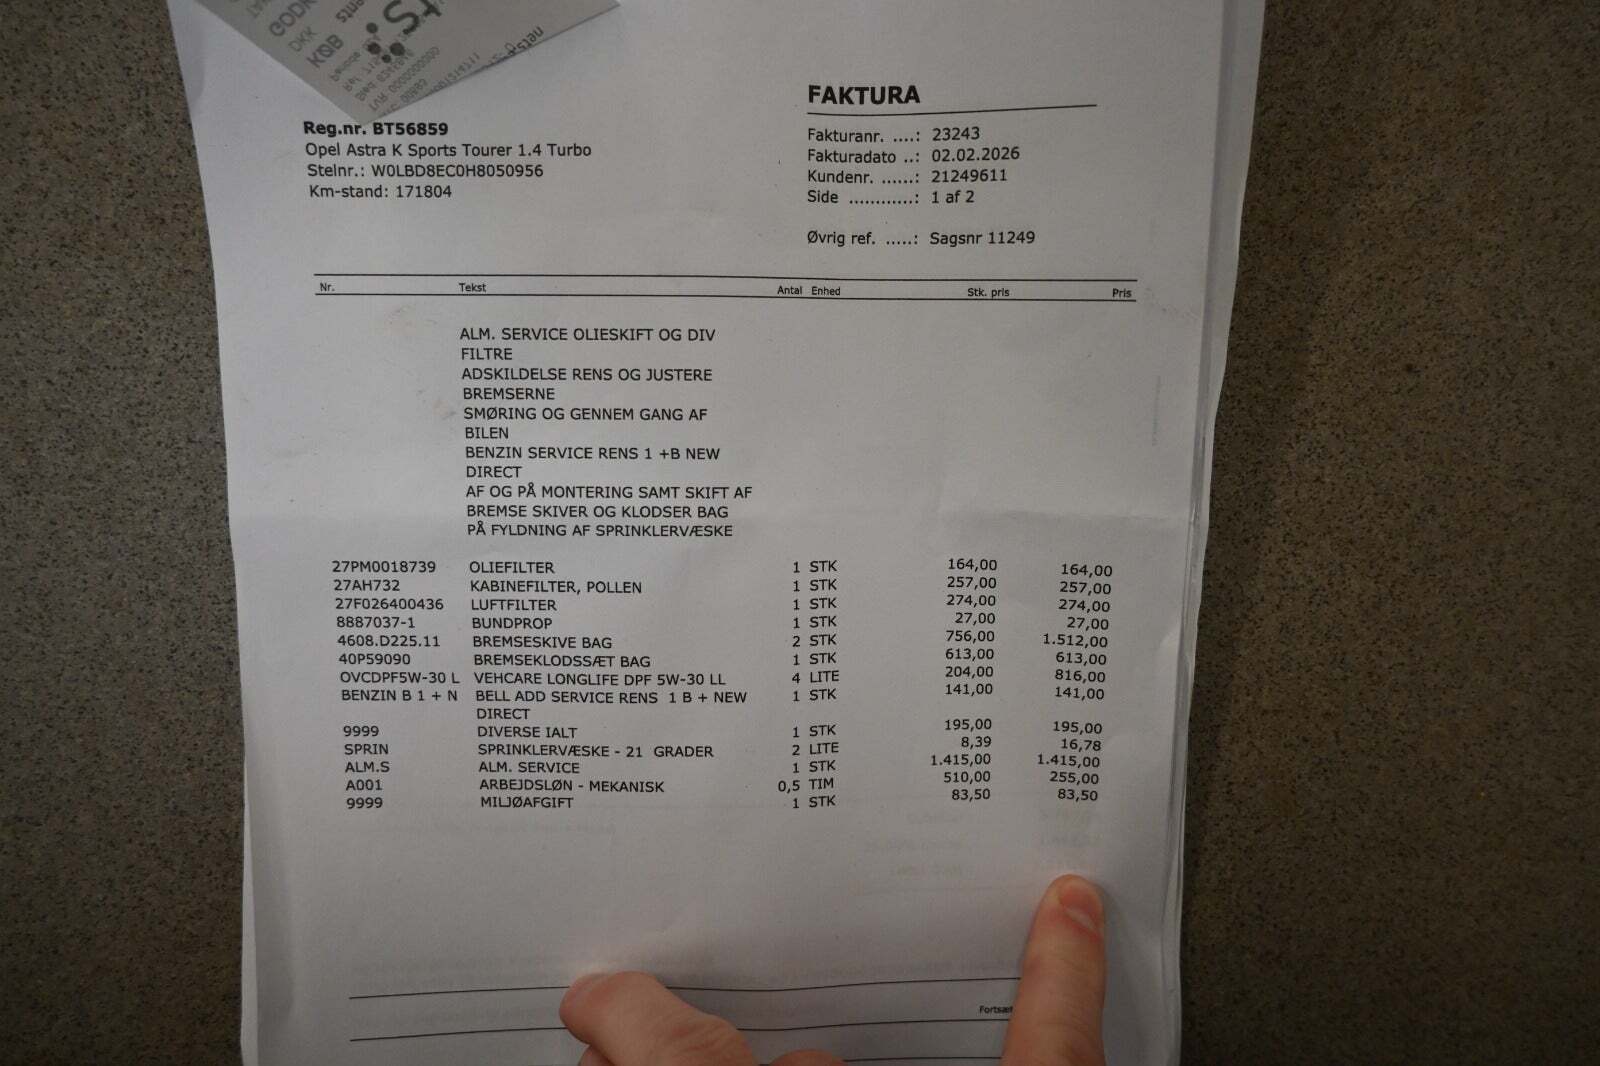 GODK
DKK
KØB
nets
Reg.nr. BT56859
Opel Astra K Sports Tourer 1.4 Turbo
Stelnr.: W0LBD8EC0H8050956
Km-stand: 171804
FAKTURA
Fakturanr. ....: 23243
Fakturadato ..: 02.02.2026
Kundenr. ......: 21249611
Side ............: 1 af 2
Øvrig ref. .....: Sagsnr 11249
Nr. Tekst Antal Enhed Stk. pris Pris
ALM. SERVICE OLIESKIFT OG DIV
FILTRE
ADSKILDELSE RENS OG JUSTERE
BREMSERNE
SMØRING OG GENNEM GANG AF
BILEN
BENZIN SERVICE RENS 1 +B NEW
DIRECT
AF OG PÅ MONTERING SAMT SKIFT AF
BREMSE SKIVER OG KLODSER BAG
PÅ FYLDNING AF SPRINKLERVÆSKE
27PM0018739 OLIEFILTER 1 STK 164,00 164,00
27AH732 KABINEFILTER, POLLEN 1 STK 257,00 257,00
27F026400436 LUFTFILTER 1 STK 274,00 274,00
8887037-1 BUNDPROP 1 STK 27,00 27,00
4608.D225.11 BREMSESKIVE BAG 2 STK 756,00 1.512,00
40P59090 BREMSEKLODSSÆT BAG 1 STK 613,00 613,00
OVCDPF5W-30 L VEHCARE LONGLIFE DPF 5W-30 LL 4 LITE 204,00 816,00
BENZIN B 1 + N BELL ADD SERVICE RENS 1 B + NEW 1 STK 141,00 141,00
DIRECT
9999 DIVERSE IALT 1 STK 195,00 195,00
SPRIN SPRINKLERVÆSKE - 21 GRADER 2 LITE 8,39 16,78
ALM.S ALM. SERVICE 1 STK 1.415,00 1.415,00
A001 ARBEJDSLØN - MEKANISK 0,5 TIM 510,00 255,00
9999 MILJØAFGIFT 1 STK 83,50 83,50